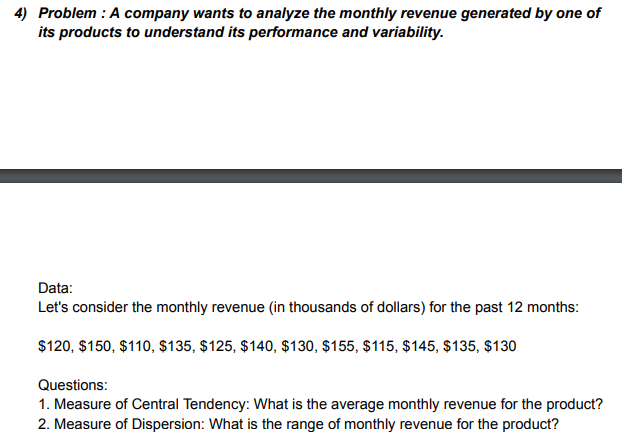 4) Problem : A company wants to analyze the monthly revenue generated by one of
its products to understand its performance and variability.
Data:
Let's consider the monthly revenue (in thousands of dollars) for the past 12 months:
$120, $150, $110, $135, $125, $140, $130, $155, $115, $145, $135, $130
Questions:
1. Measure of Central Tendency: What is the average monthly revenue for the product?
2. Measure of Dispersion: What is the range of monthly revenue for the product?